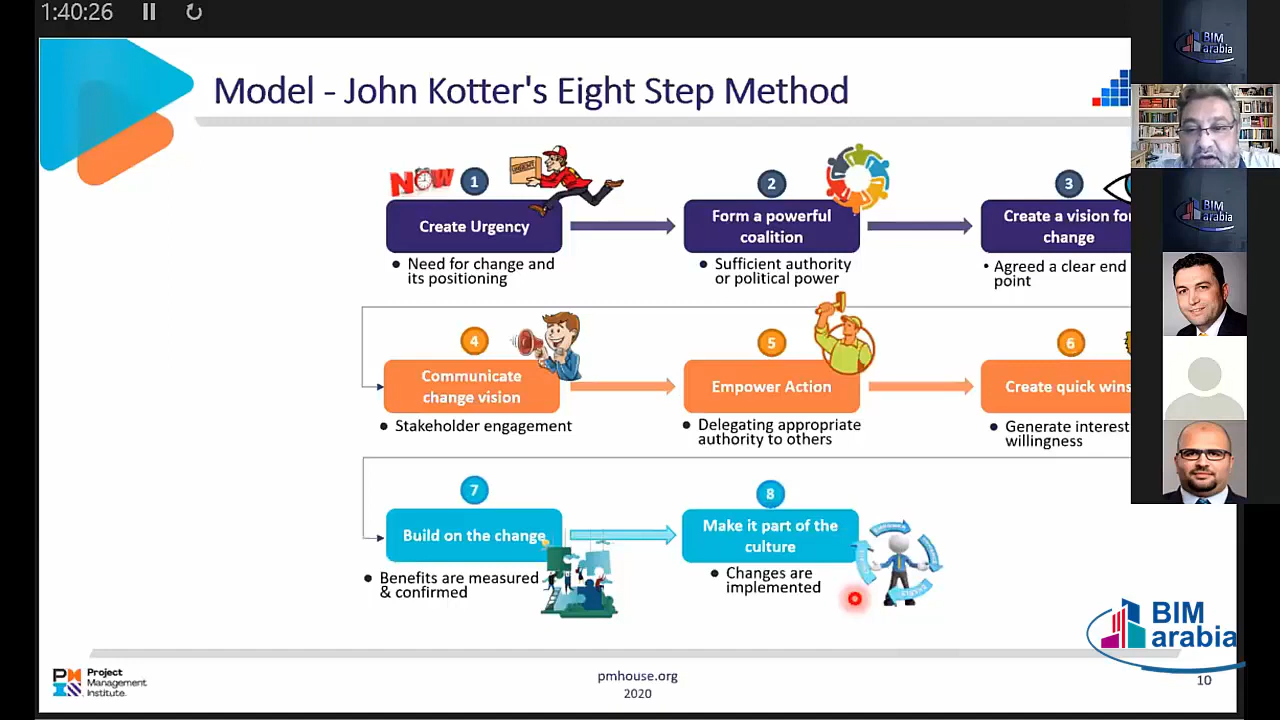 1:40:26
Model - John Kotter's Eight Step Method
BIM
arabia
NOW
1
URGENT
2
3
Create Urgency
Form a powerful
coalition
Create a vision for
change
● Need for change and
its positioning
● Sufficient authority
or political power
• Agreed a clear end
point
BIM
arabia
4
5
6
Communicate
change vision
Empower Action
Create quick wins
● Stakeholder engagement
● Delegating appropriate
authority to others
● Generate interest
willingness
7
8
Build on the change
Make it part of the
culture
● Benefits are measured
& confirmed
● Changes are
implemented
BIM
arabia
PM
Project
Management
Institute.
pmhouse.org
2020
10